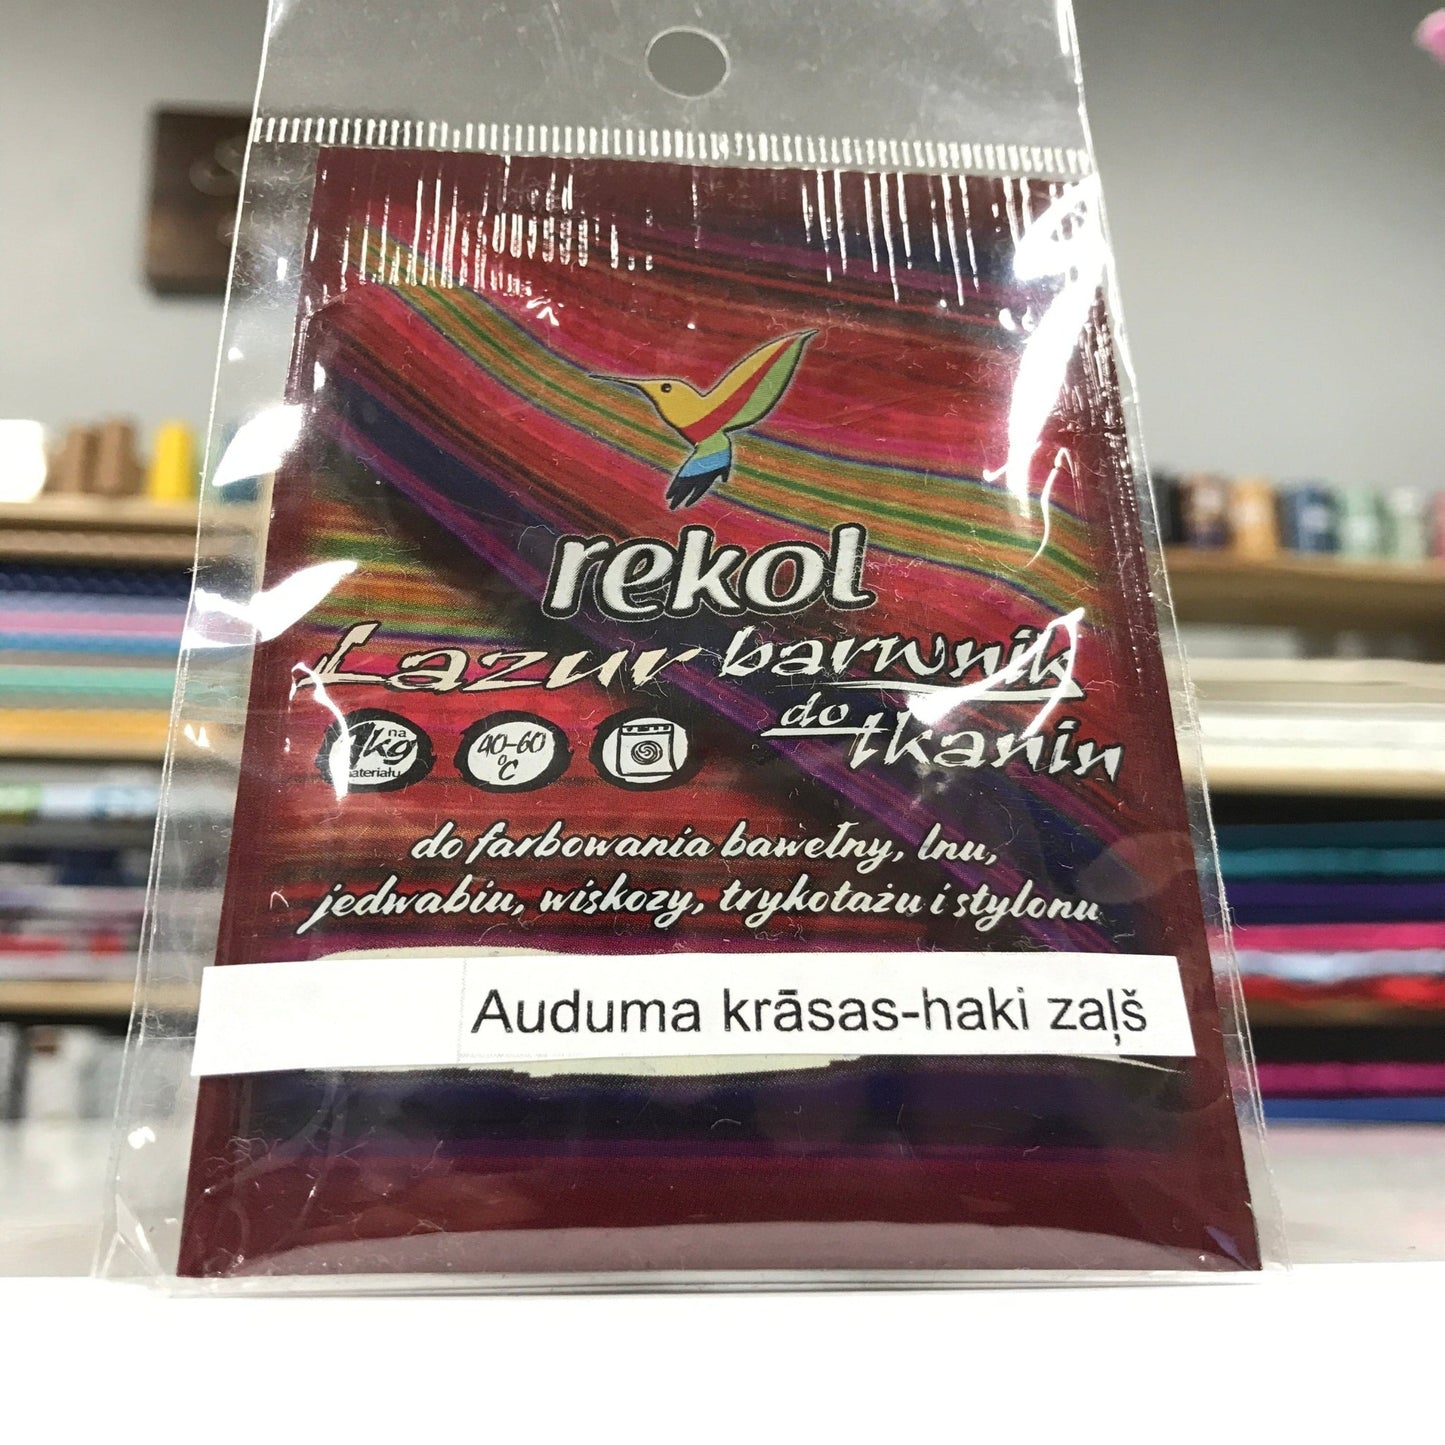 rekol
Lazur barwnik
do tkanin
na
1kg
materiału
40-60
°C
do farbowania bawełny, lnu,
jedwabiu, wiskozy, trykotażu i stylonu
Auduma krāsas-haki zaļš